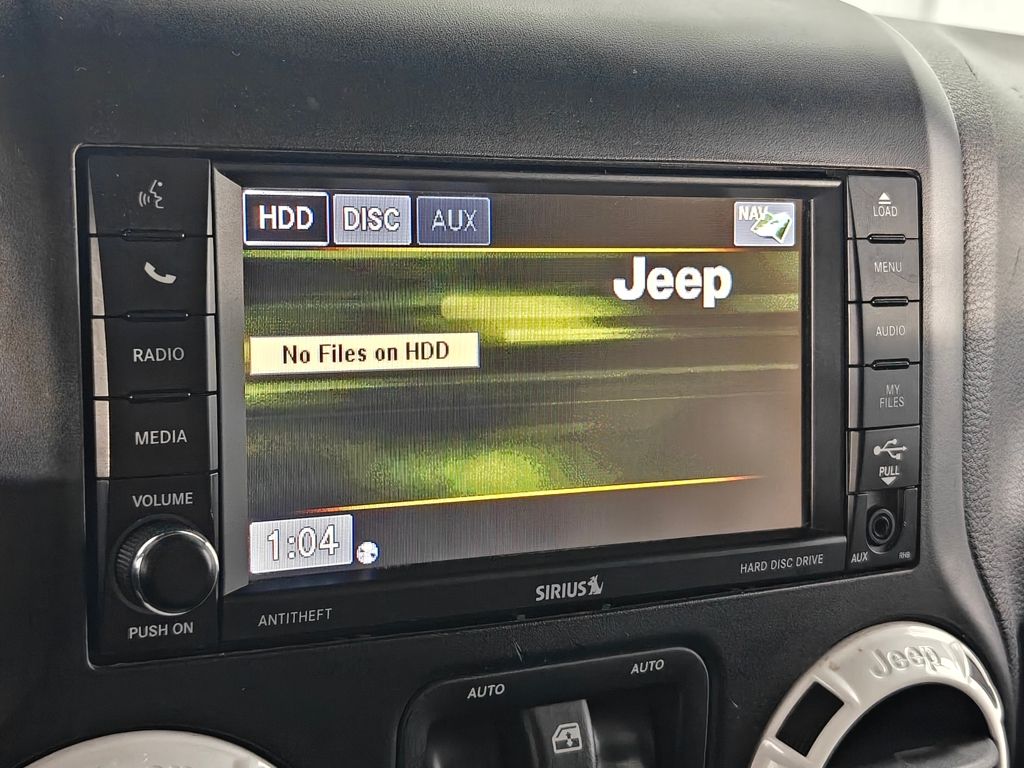 HDD DISC AUX NAV
Jeep
No Files on HDD
1:04
RADIO
MEDIA
VOLUME
PUSH ON
LOAD
MENU
AUDIO
MY
FILES
PULL
AUX RHB
ANTITHEFT
SIRIUS
HARD DISC DRIVE
AUTO
AUTO
Jeep